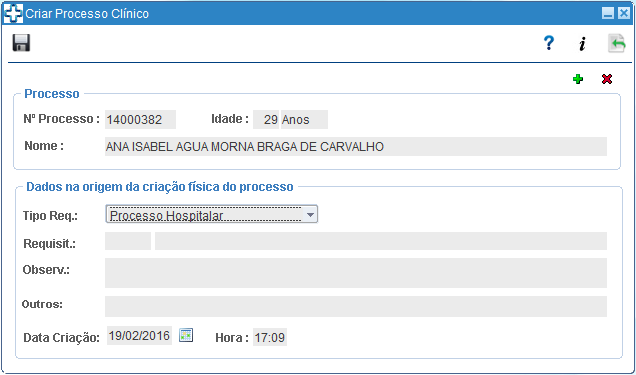 Criar Processo Clínico
? i
Processo
Nº Processo : 14000382 Idade : 29 Anos
Nome : ANA ISABEL AGUA MORNA BRAGA DE CARVALHO
Dados na origem da criação física do processo
Tipo Req.: Processo Hospitalar
Requisit.:
Observ.:
Outros:
Data Criação: 19/02/2016 Hora : 17:09